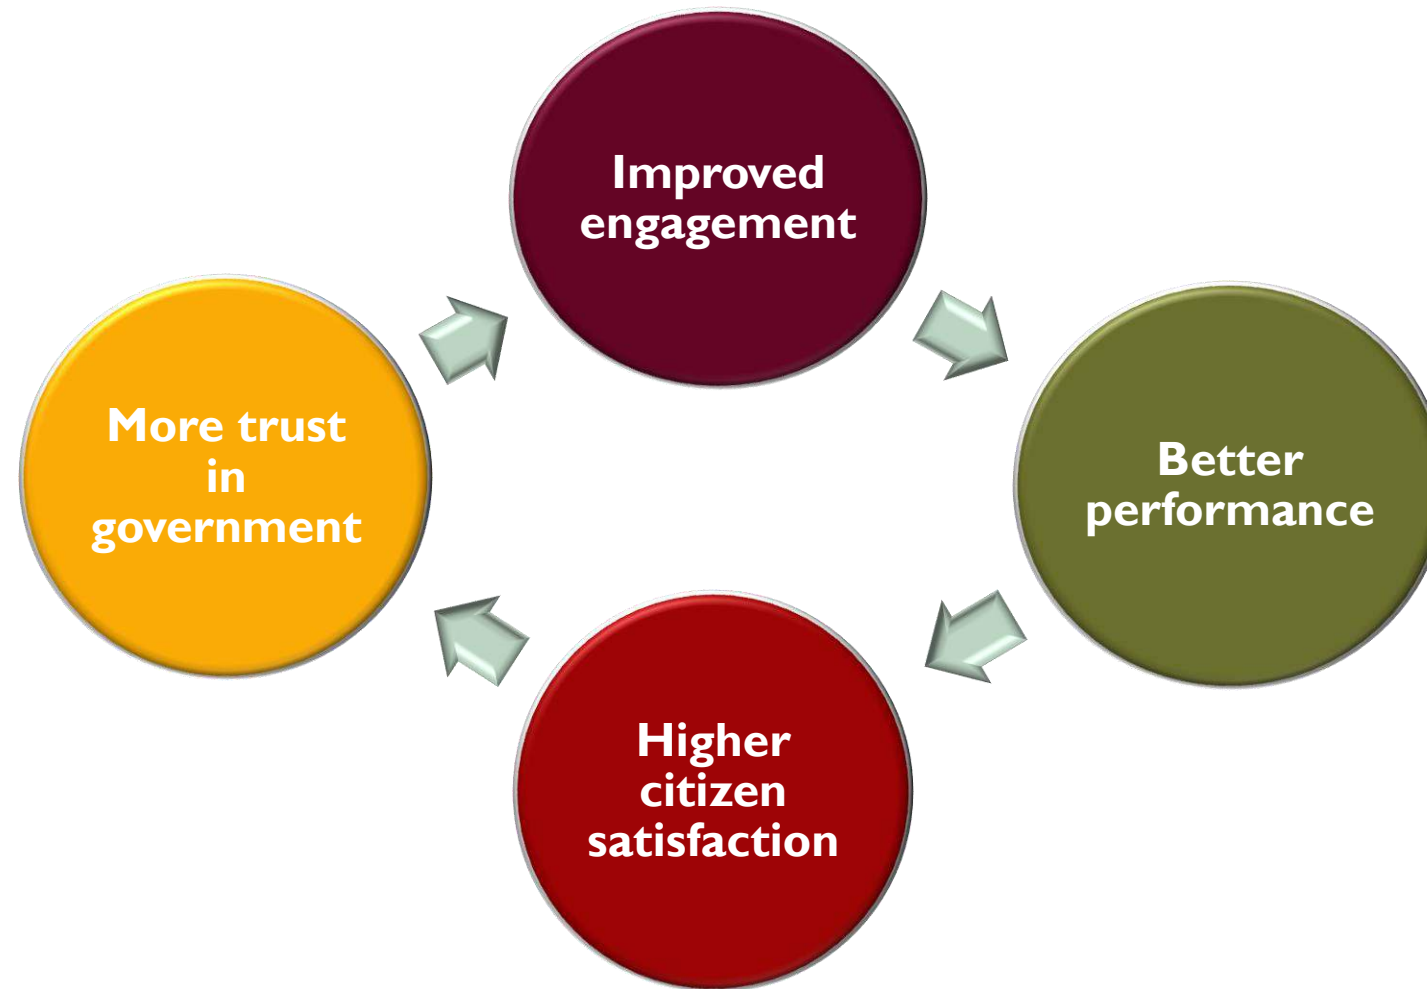 Improved
engagement
Better
performance
Higher
citizen
satisfaction
More trust
in
government